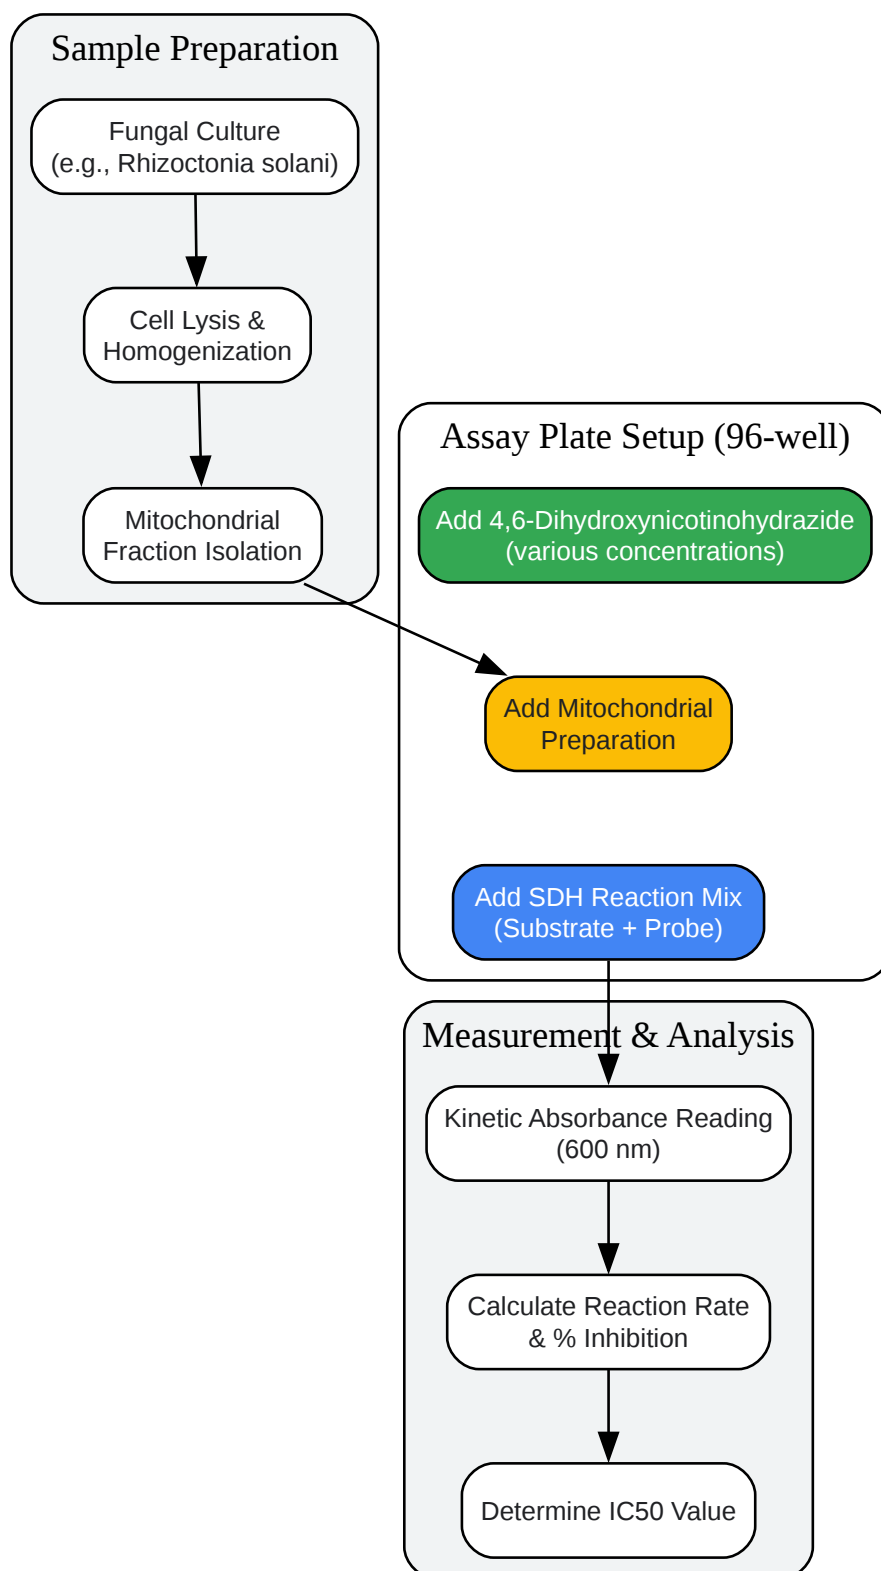 Sample Preparation
Fungal Culture
(e.g., Rhizoctonia solani)
Cell Lysis &
Homogenization
Mitochondrial
Fraction Isolation
Assay Plate Setup (96-well)
Add 4,6-Dihydroxynicotinohydrazide
(various concentrations)
Add Mitochondrial
Preparation
Add SDH Reaction Mix
(Substrate + Probe)
Measurement & Analysis
Kinetic Absorbance Reading
(600 nm)
Calculate Reaction Rate
& % Inhibition
Determine IC50 Value